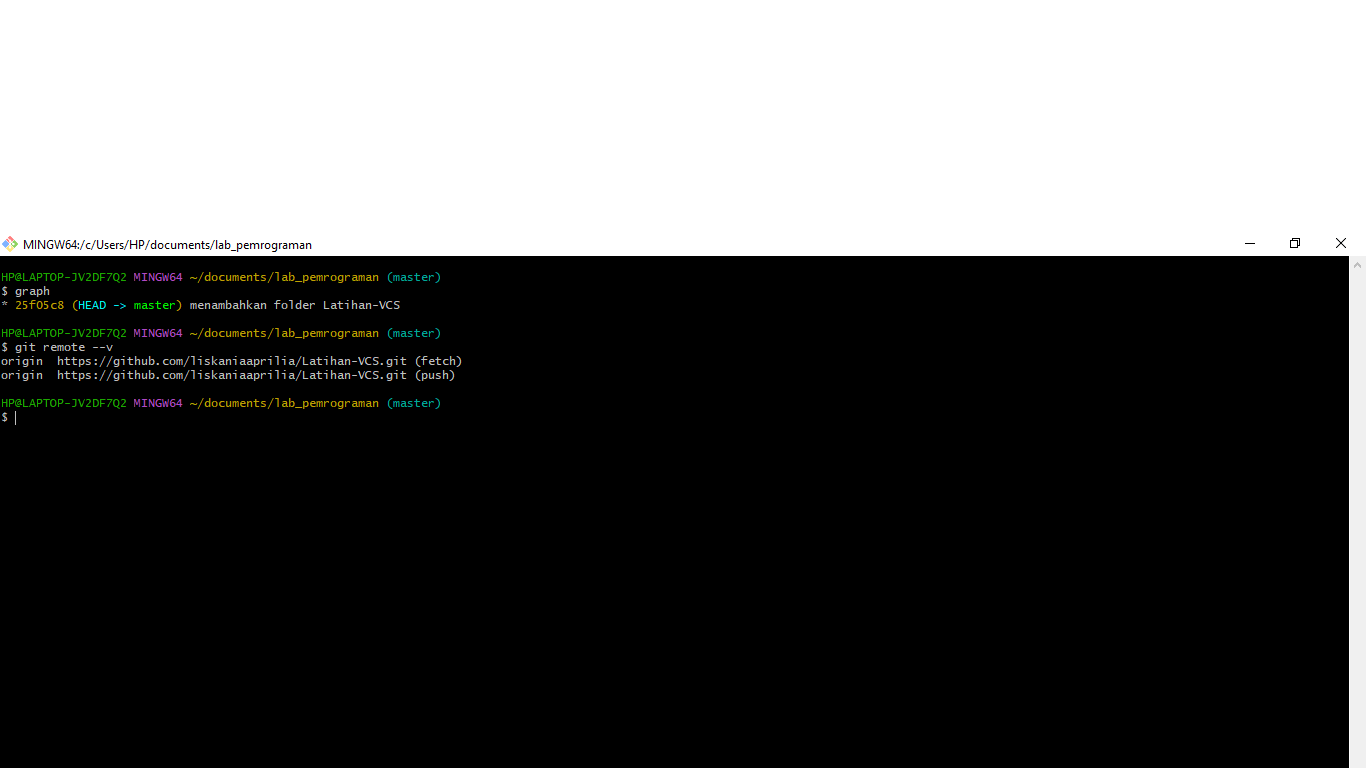 MINGW64:/c/Users/HP/documents/lab_pemrograman
HP@LAPTOP-JV2DF7Q2 MINGW64 ~/documents/lab_pemrograman (master)
$ graph
* 25f05c8 (HEAD -> master) menambahkan folder Latihan-VCS
HP@LAPTOP-JV2DF7Q2 MINGW64 ~/documents/lab_pemrograman (master)
$ git remote --v
origin  https://github.com/liskaniaaprilia/Latihan-VCS.git (fetch)
origin  https://github.com/liskaniaaprilia/Latihan-VCS.git (push)
HP@LAPTOP-JV2DF7Q2 MINGW64 ~/documents/lab_pemrograman (master)
$